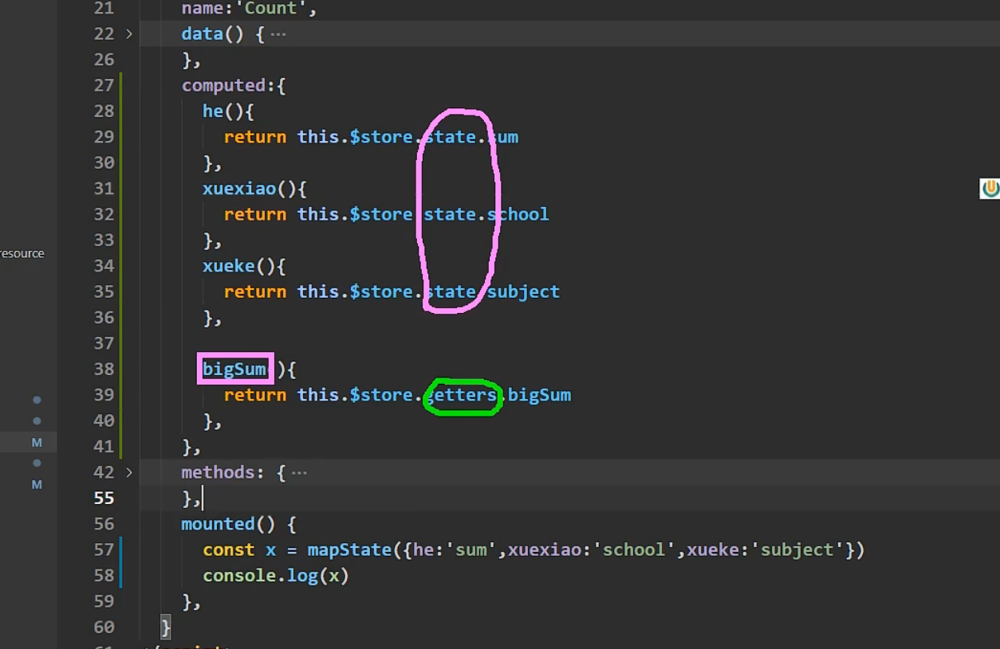 21 name:'Count',
22 > data() { ···
26 },
27 computed:{
28 he(){
29 return this.$store.state.sum
30 },
31 xuexiao(){
resource
32 return this.$store.state.school
33 },
34 xueke(){
35 return this.$store.state.subject
36 },
37
38 bigSum(){
39 return this.$store.getters.bigSum
40 },
41 },
42 > methods: { ···
55 },
56 mounted() {
57 const x = mapState({he:'sum',xuexiao:'school',xueke:'subject'})
58 console.log(x)
59 },
60 }
M
M
U